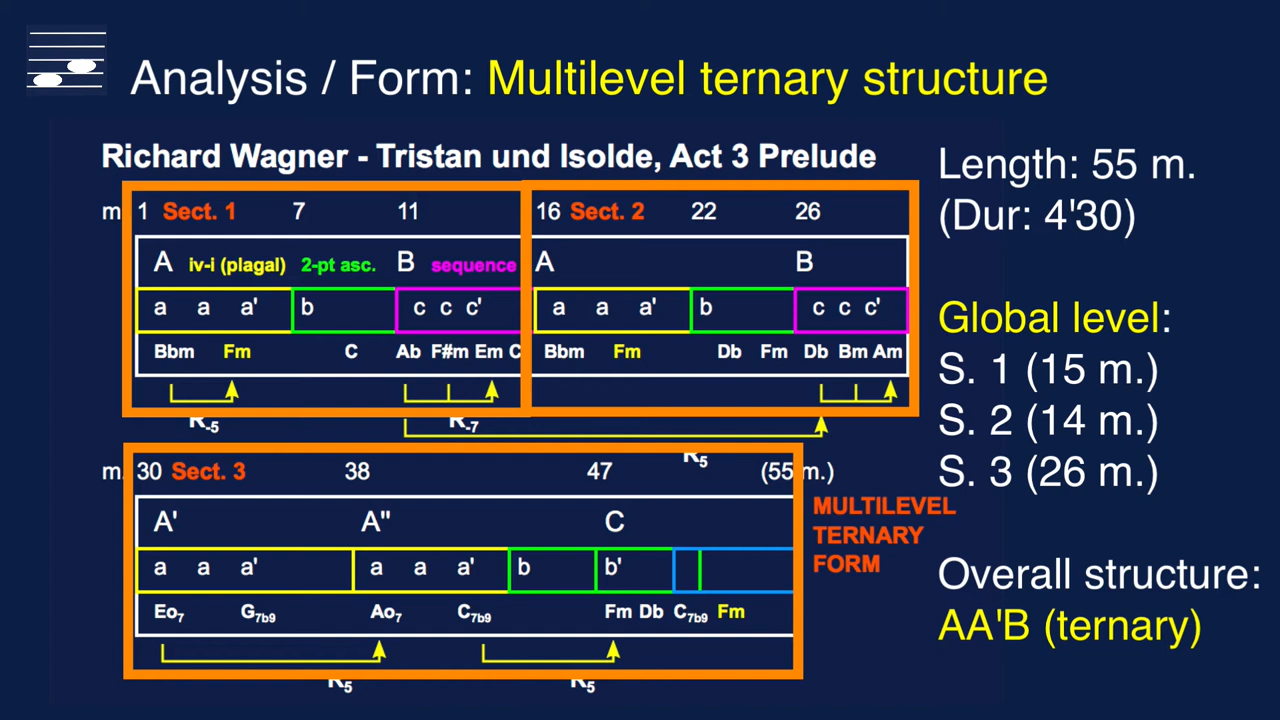 Analysis / Form: Multilevel ternary structure
Richard Wagner - Tristan und Isolde, Act 3 Prelude
m. 1 Sect. 1 7 11 16 Sect. 2 22 26
A iv-i (plagal) 2-pt asc. B sequence A B
a a a' b c c c' a a a' b c c c'
Bbm Fm C Ab F#m Em C Bbm Fm Db Fm Db Bm Am
R-5 R-7
R5
m. 30 Sect. 3 38 47 (55 m.)
A' A" C
a a a' a a a' b b'
Eo7 G7b9 Ao7 C7b9 Fm Db C7b9 Fm
R5 R5
MULTILEVEL
TERNARY
FORM
Length: 55 m.
(Dur: 4'30)
Global level:
S. 1 (15 m.)
S. 2 (14 m.)
S. 3 (26 m.)
Overall structure:
AA'B (ternary)